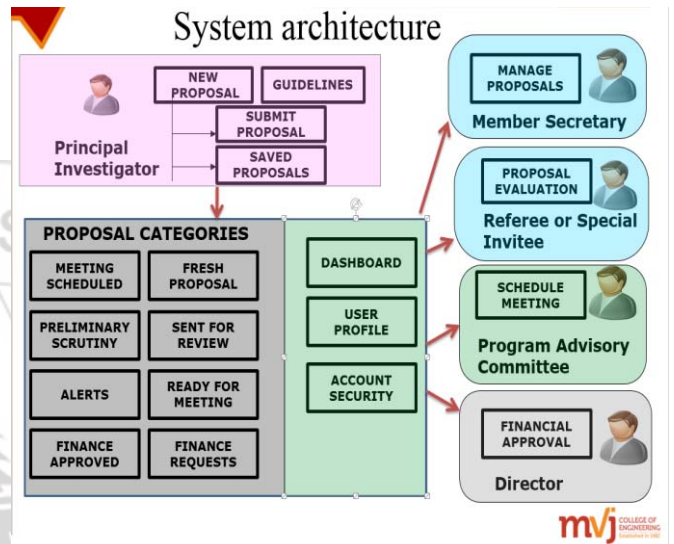 System architecture
NEW
PROPOSAL
GUIDELINES
SUBMIT
PROPOSAL
SAVED
PROPOSALS
Principal
Investigator
MANAGE
PROPOSALS
Member Secretary
PROPOSAL
EVALUATION
Referee or Special
Invitee
SCHEDULE
MEETING
Program Advisory
Committee
FINANCIAL
APPROVAL
Director
PROPOSAL CATEGORIES
MEETING
SCHEDULED
FRESH
PROPOSAL
PRELIMINARY
SCRUTINY
SENT FOR
REVIEW
ALERTS
READY FOR
MEETING
FINANCE
APPROVED
FINANCE
REQUESTS
DASHBOARD
USER
PROFILE
ACCOUNT
SECURITY
mvj
COLLEGE OF
ENGINEERING